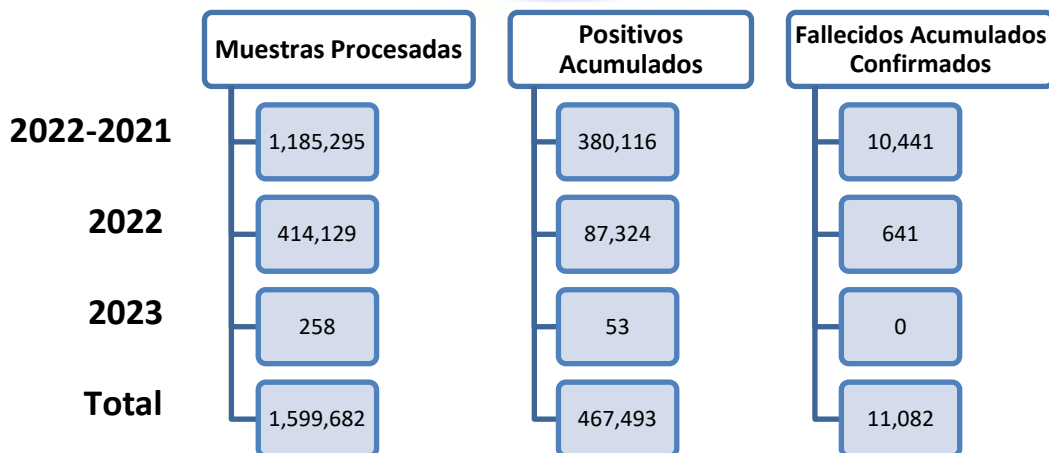 Muestras Procesadas
Positivos
Acumulados
Fallecidos Acumulados
Confirmados
2022-2021
1,185,295
380,116
10,441
2022
414,129
87,324
641
2023
258
53
0
Total
1,599,682
467,493
11,082